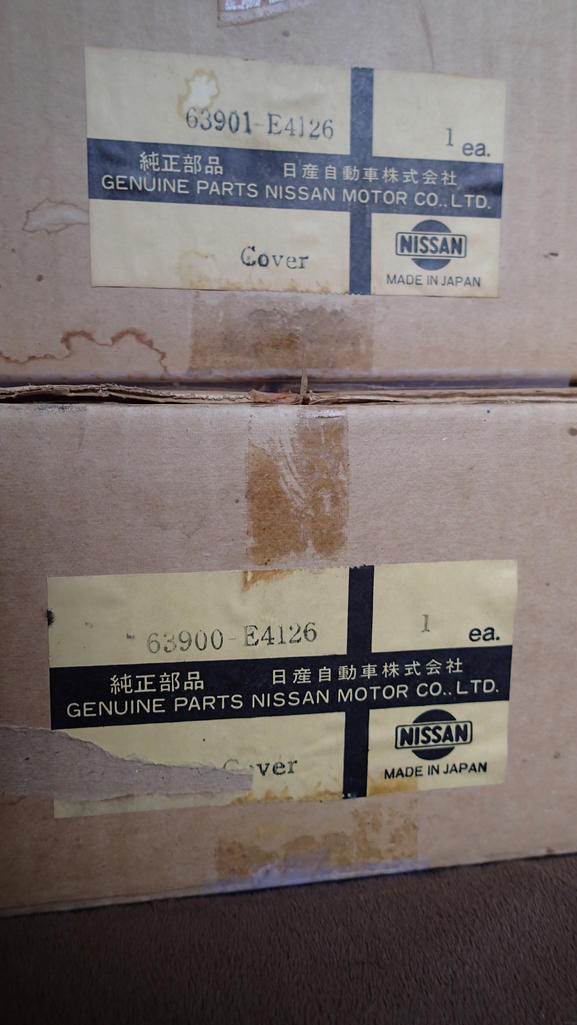 63901-E4126
1 ea.
純正部品 日産自動車株式会社
GENUINE PARTS NISSAN MOTOR CO.,LTD.
Cover
NISSAN
MADE IN JAPAN
63900-E4126
1 ea.
純正部品 日産自動車株式会社
GENUINE PARTS NISSAN MOTOR CO.,LTD.
Cover
NISSAN
MADE IN JAPAN